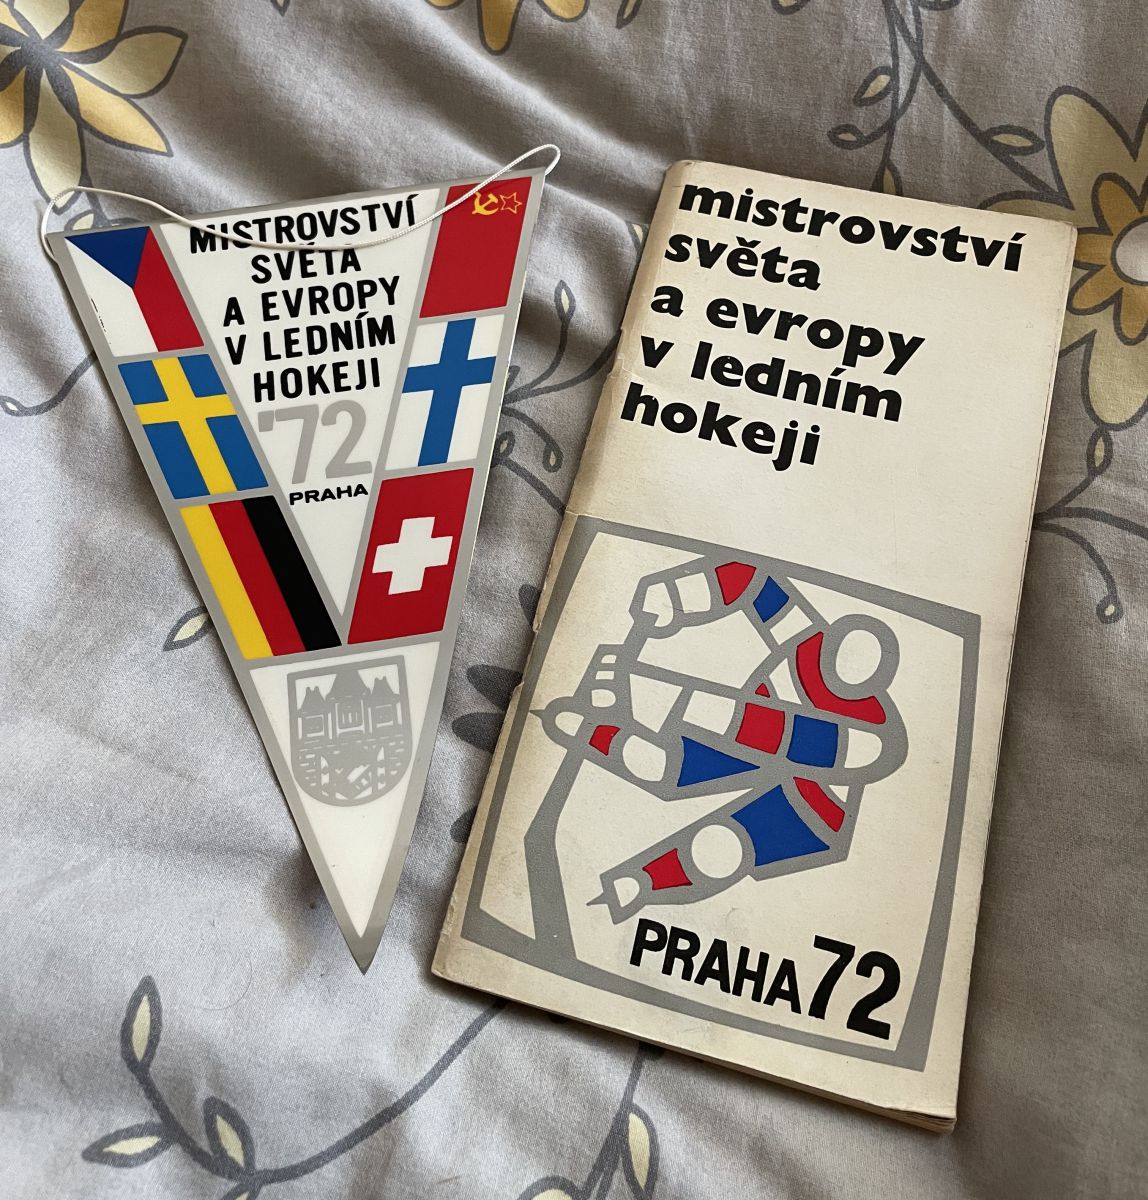 MISTROVSTVÍ
SVĚTA
A EVROPY
V LEDNÍM
HOKEJI
'72
PRAHA
mistrovství
světa
a evropy
v ledním
hokeji
PRAHA 72